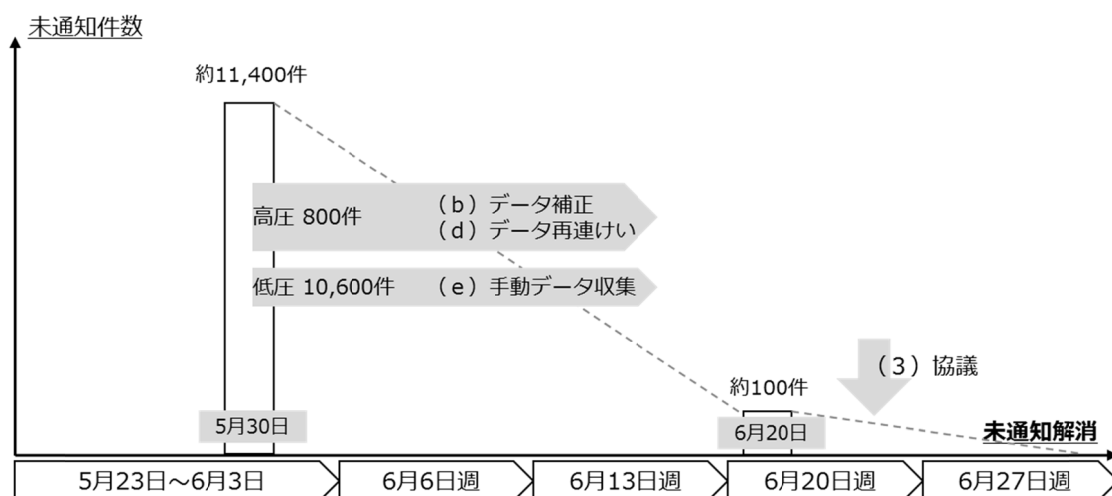 未通知件数
約11,400件
高圧 800件
（ｂ）データ補正
（ｄ）データ再連けい
低圧 10,600件
（ｅ）手動データ収集
（３）協議
約100件
5月30日
6月20日
未通知解消
5月23日～6月3日
6月6日週
6月13日週
6月20日週
6月27日週